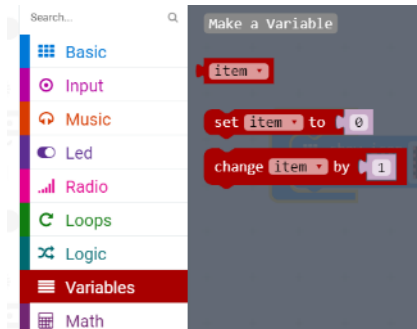 Search...
Make a Variable
Basic
item
Input
Music
set item to 0
Led
change item by 1
Radio
Loops
Logic
Variables
Math